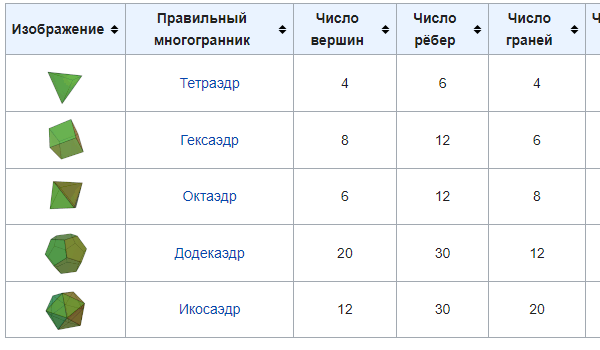 Изображение Правильный многогранник Число вершин Число рёбер Число граней Ч
Тетраэдр 4 6 4
Гексаэдр 8 12 6
Октаэдр 6 12 8
Додекаэдр 20 30 12
Икосаэдр 12 30 20